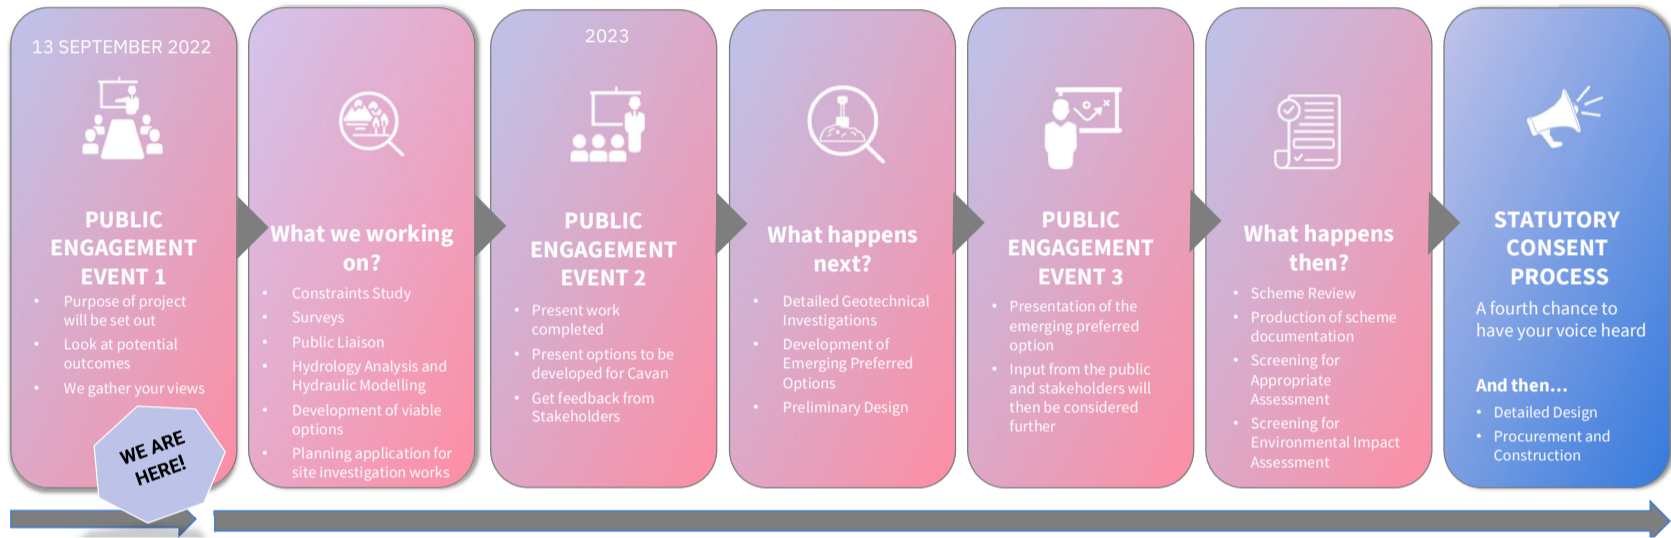 13 SEPTEMBER 2022
PUBLIC
ENGAGEMENT
EVENT 1
• Purpose of project
will be set out
• Look at potential
outcomes
• We gather your views
WE ARE
HERE!
What we working
on?
• Constraints Study
• Surveys
• Public Liaison
• Hydrology Analysis and
Hydraulic Modelling
• Development of viable
options
• Planning application for
site investigation works
2023
PUBLIC
ENGAGEMENT
EVENT 2
• Present work
completed
• Present options to be
developed for Cavan
• Get feedback from
Stakeholders
What happens
next?
• Detailed Geotechnical
Investigations
• Development of
Emerging Preferred
Options
• Preliminary Design
PUBLIC
ENGAGEMENT
EVENT 3
• Presentation of the
emerging preferred
option
• Input from the public
and stakeholders will
then be considered
further
What happens
then?
• Scheme Review
• Production of scheme
documentation
• Screening for
Appropriate
Assessment
• Screening for
Environmental Impact
Assessment
STATUTORY
CONSENT
PROCESS
A fourth chance to
have your voice heard
And then...
• Detailed Design
• Procurement and
Construction